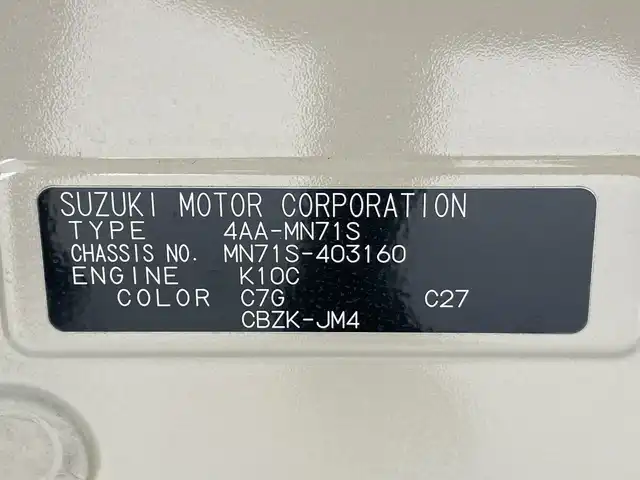 SUZUKI MOTOR CORPORATION
TYPE 4AA-MN71S
CHASSIS NO. MN71S-403160
ENGINE K10C
COLOR C7G C27
CBZK-JM4